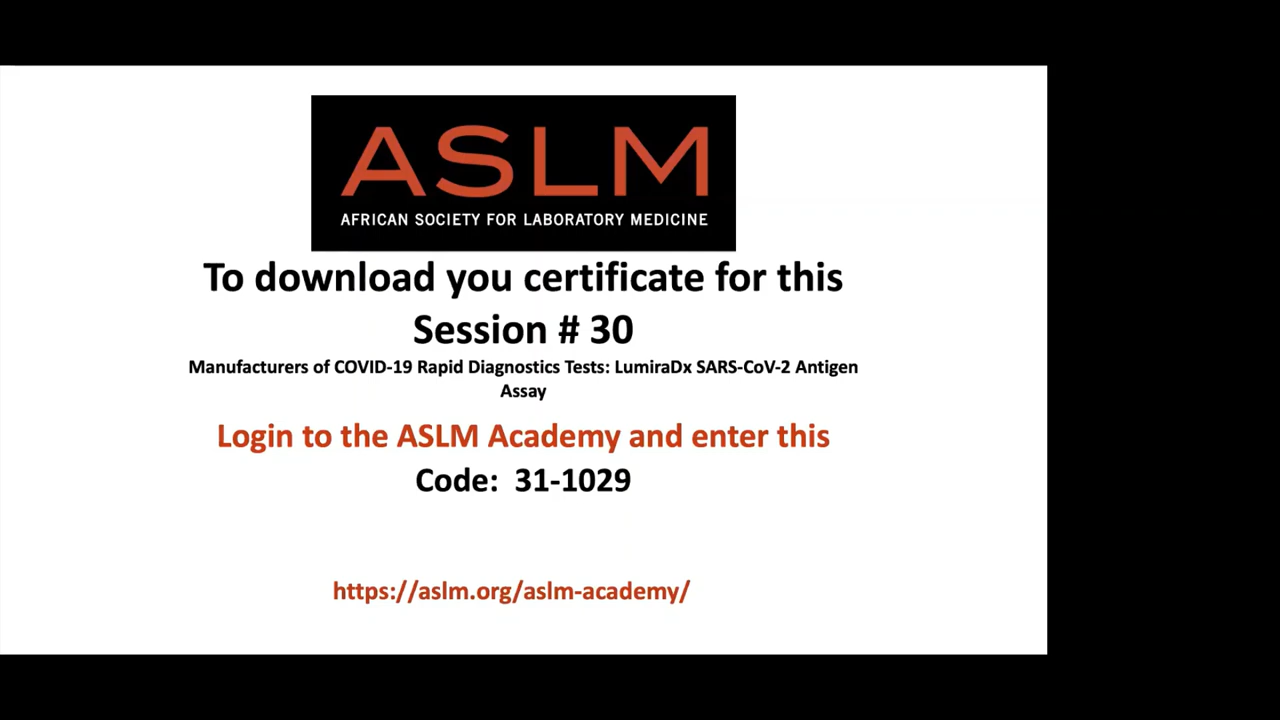 ASLM
AFRICAN SOCIETY FOR LABORATORY MEDICINE
To download you certificate for this
Session # 30
Manufacturers of COVID-19 Rapid Diagnostics Tests: LumiraDx SARS-CoV-2 Antigen
Assay
Login to the ASLM Academy and enter this
Code: 31-1029
https://aslm.org/aslm-academy/